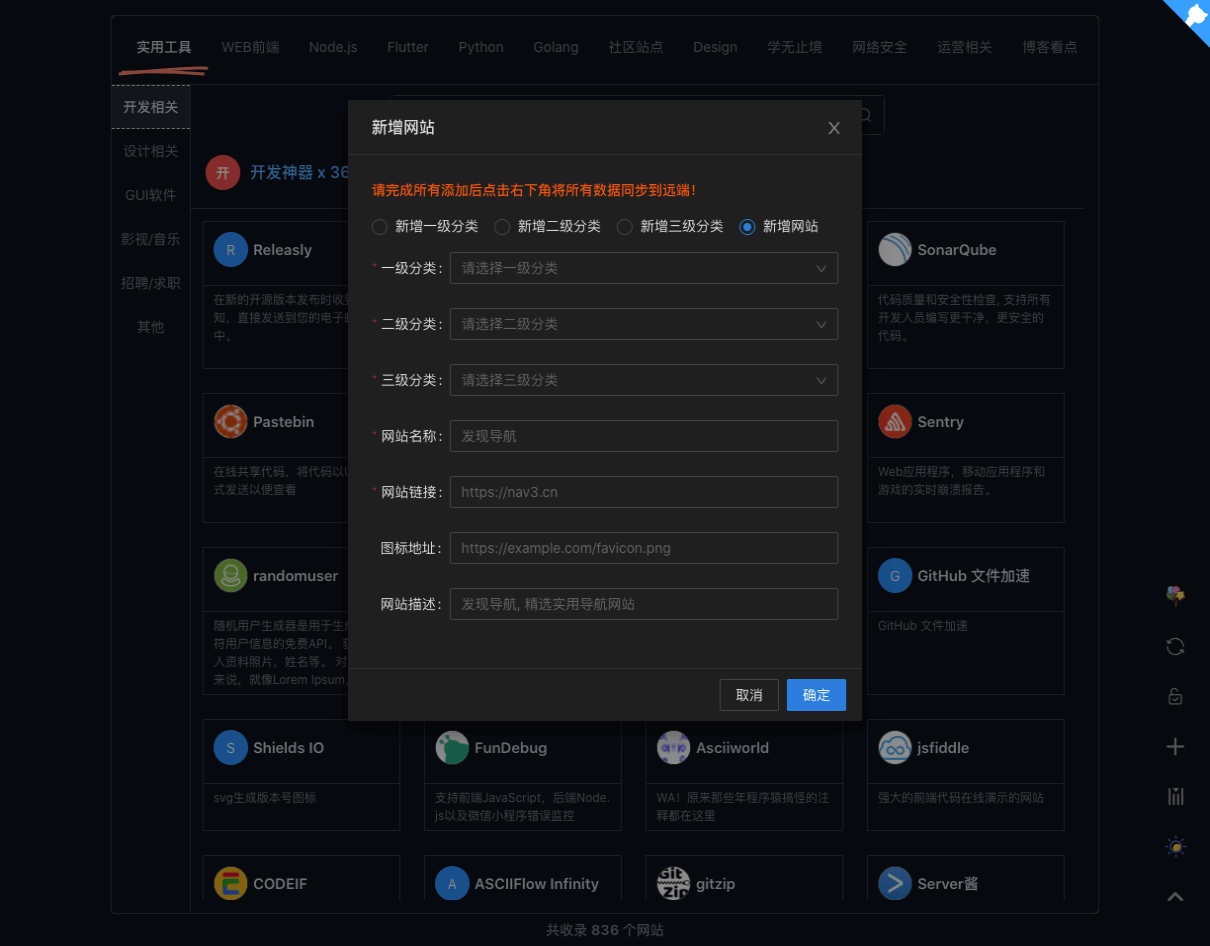 实用工具 WEB前端 Node.js Flutter Python Golang 社区站点 Design 学无止境 网络安全 运营相关 博客看点
开发相关
设计相关
GUI软件
影视/音乐
招聘/求职
其他
开 开发神器 x 36
新增网站
请完成所有添加后点击右下角将所有数据同步到远端!
新增一级分类 新增二级分类 新增三级分类 新增网站
* 一级分类: 请选择一级分类
* 二级分类: 请选择二级分类
* 三级分类: 请选择三级分类
* 网站名称: 发现导航
* 网站链接: https://nav3.cn
图标地址: https://example.com/favicon.png
网站描述: 发现导航, 精选实用导航网站
取消 确定
R Releasly
在新的开源版本发布时收
知，直接发送到您的电子
中。
SonarQube
代码质量和安全性检查, 支持所有
开发人员编写更干净，更安全的
代码。
Pastebin
在线共享代码，将代码以
式发送以便查看
Sentry
Web应用程序，移动应用程序和
游戏的实时崩溃报告。
randomuser
随机用户生成器是用于生
符用户信息的免费API。
人资料照片，姓名等。 对
来说，就像Lorem Ipsum
G GitHub 文件加速
GitHub 文件加速
S Shields IO
svg生成版本号图标
FunDebug
支持前端JavaScript，后端Node.
js以及微信小程序错误监控
Asciiworld
WA！原来那些年程序猿搞怪的注
释都在这里
jsfiddle
强大的前端代码在线演示的网站
CODEIF
A ASCIIFlow Infinity
Git Zip gitzip
Server酱
共收录 836 个网站